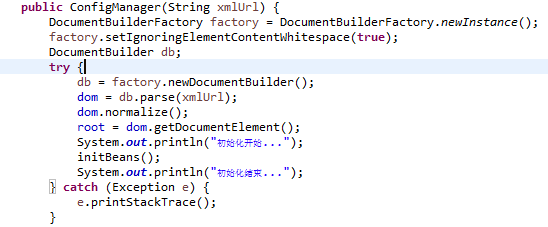 public ConfigManager(String xmlUrl) {
DocumentBuilderFactory factory = DocumentBuilderFactory.newInstance();
factory.setIgnoringElementContentWhitespace(true);
DocumentBuilder db;
try {
db = factory.newDocumentBuilder();
dom = db.parse(xmlUrl);
dom.normalize();
root = dom.getDocumentElement();
System.out.println("初始化开始...");
initBeans();
System.out.println("初始化结束...");
} catch (Exception e) {
e.printStackTrace();
}